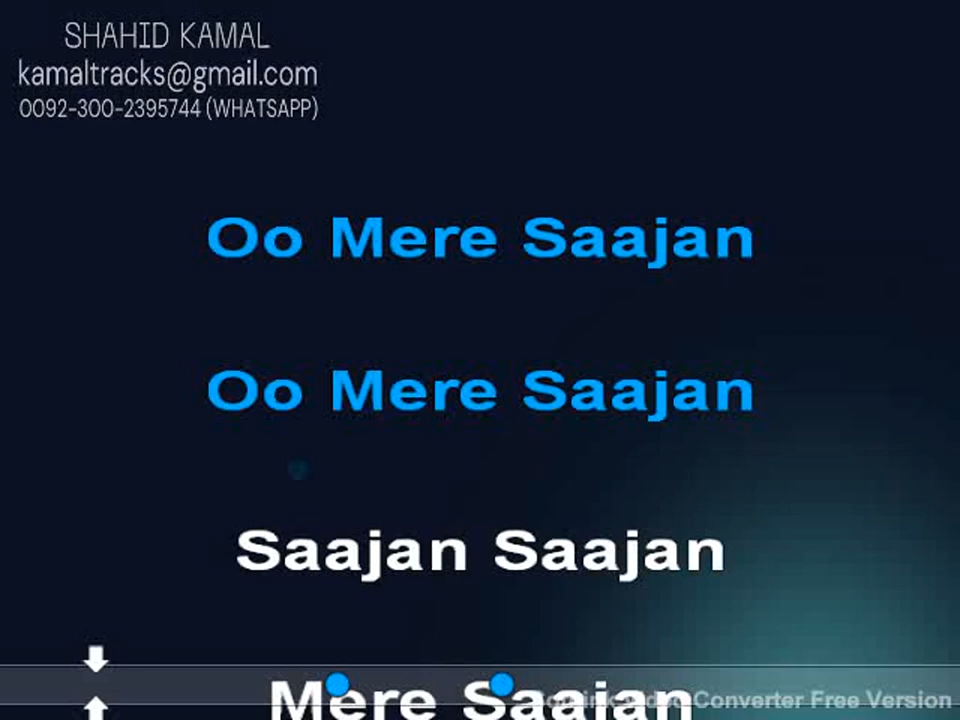 SHAHID KAMAL
kamaltracks@gmail.com
0092-300-2395744 (WHATSAPP)
Oo Mere Saajan
Oo Mere Saajan
Saajan Saajan
Mere Saajan
Converter Free Version